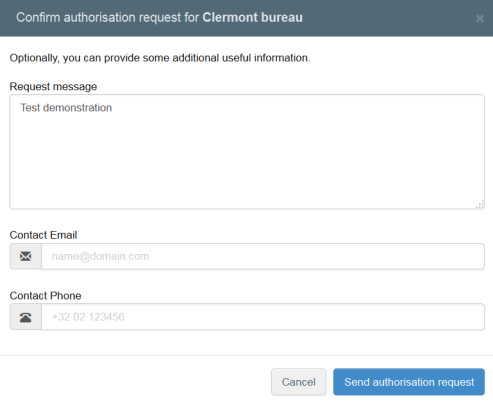 Confirm authorisation request for Clermont bureau
×
Optionally, you can provide some additional useful information.
Request message
Test demonstration
Contact Email
name@domain.com
Contact Phone
+32 02 123456
Cancel
Send authorisation request